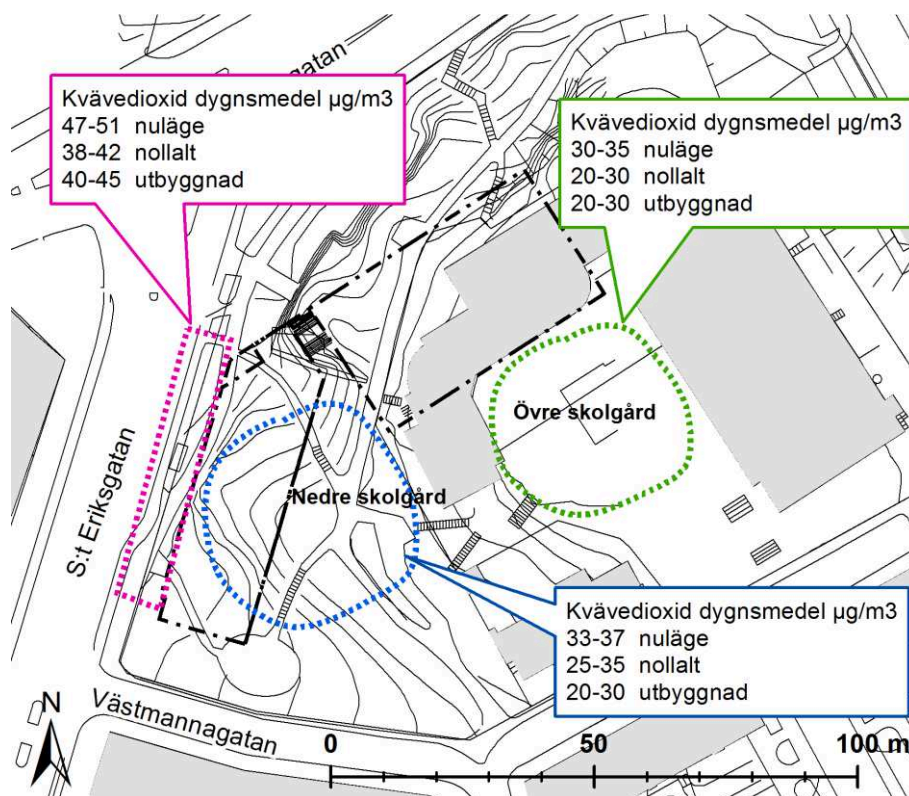 gatan
Kvävedioxid dygnsmedel µg/m3
47-51 nuläge
38-42 nollalt
40-45 utbyggnad
Kvävedioxid dygnsmedel µg/m3
30-35 nuläge
20-30 nollalt
20-30 utbyggnad
Övre skolgård
Nedre skolgård
S:t Eriksgatan
Kvävedioxid dygnsmedel µg/m3
33-37 nuläge
25-35 nollalt
20-30 utbyggnad
N
Västmannagatan
0 50 100 m